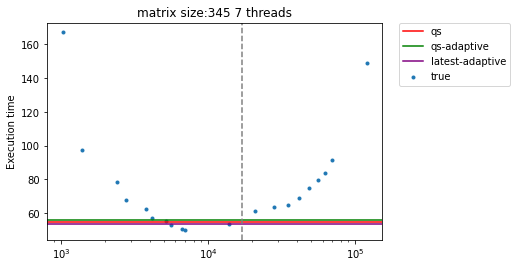 matrix size:345 7 threads
Execution time
160
140
120
100
80
60
10³
10⁴
10⁵
qs
qs-adaptive
latest-adaptive
true